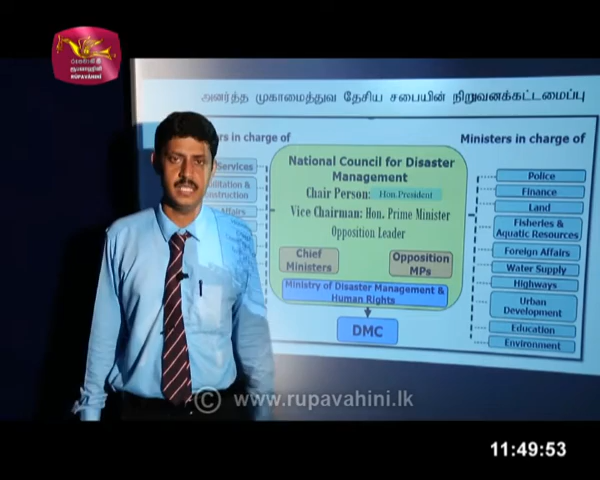 රූපවාහිනී
ரூபவாஹினி
RUPAVAHINI
அனர்த்த முகாமைத்துவ தேசிய சபையின் நிறுவனக்கட்டமைப்பு
in charge of
Ministers in charge of
National Council for Disaster
Management
Chair Person: Hon.President
Vice Chairman: Hon. Prime Minister
Opposition Leader
Chief
Ministers
Opposition
MPs
Ministry of Disaster Management &
Human Rights
DMC
Services
Affairs
Police
Finance
Land
Fisheries &
Aquatic Resources
Foreign Affairs
Water Supply
Highways
Urban
Development
Education
Environment
© www.rupavahini.lk
11:49:53